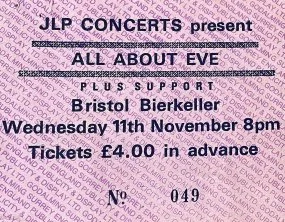 JLP CONCERTS present
ALL ABOUT EVE
PLUS SUPPORT
Bristol Bierkeller
Wednesday 11th November 8pm
Tickets £4.00 in advance
Nº 049